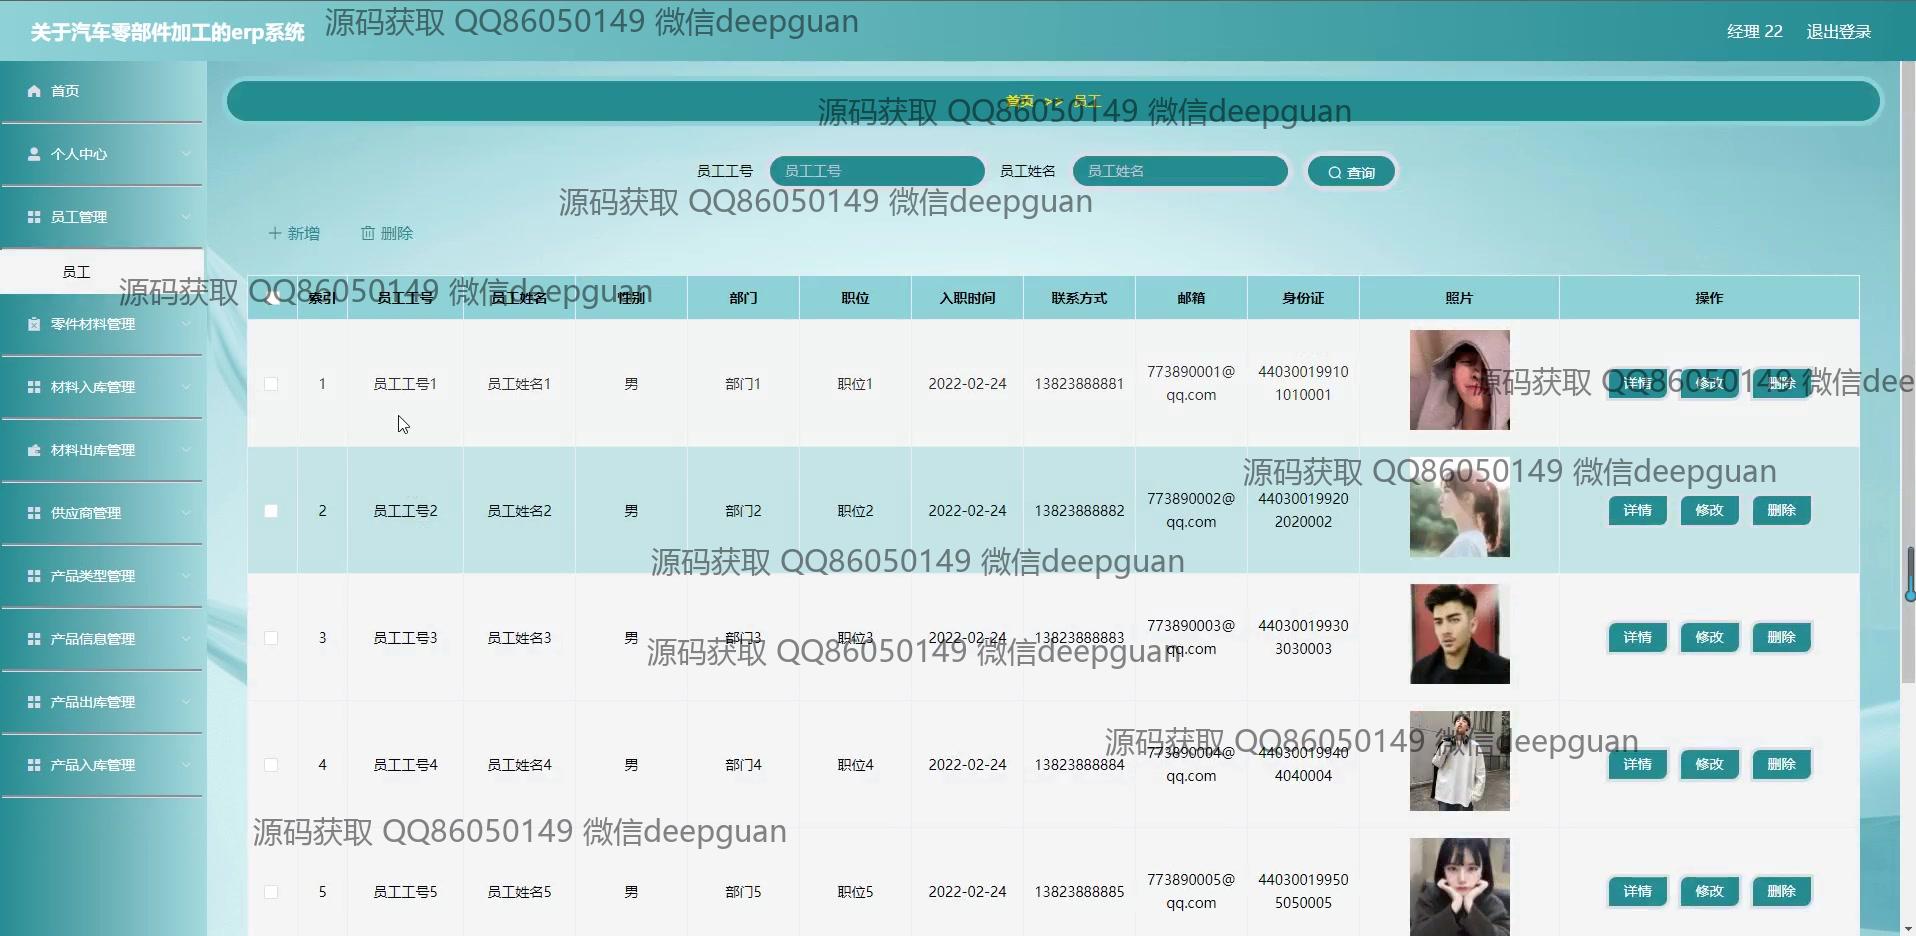 关于汽车零部件加工的erp系统
源码获取 QQ86050149 微信deepguan
经理 22
退出登录
首页
个人中心
员工管理
员工
零件材料管理
材料入库管理
材料出库管理
供应商管理
产品类型管理
产品信息管理
产品出库管理
产品入库管理
首页 >> 员工
源码获取 QQ86050149 微信deepguan
员工工号 员工工号 员工姓名 员工姓名 查询
源码获取 QQ86050149 微信deepguan
新增 删除
源码获取 QQ86050149 微信deepguan
索引 员工工号 员工姓名 性别 部门 职位 入职时间 联系方式 邮箱 身份证 照片 操作
1 员工工号1 员工姓名1 男 部门1 职位1 2022-02-24 13823888881 773890001@qq.com 440300199101010001 详情 修改 删除
源码获取 QQ86050149 微信dee
源码获取 QQ86050149 微信deepguan
2 员工工号2 员工姓名2 男 部门2 职位2 2022-02-24 13823888882 773890002@qq.com 440300199202020002 详情 修改 删除
源码获取 QQ86050149 微信deepguan
3 员工工号3 员工姓名3 男 部门3 职位3 2022-02-24 13823888883 773890003@qq.com 440300199303030003 详情 修改 删除
源码获取 QQ86050149 微信deepguan
源码获取 QQ86050149 微信deepguan
4 员工工号4 员工姓名4 男 部门4 职位4 2022-02-24 13823888884 773890004@qq.com 440300199404040004 详情 修改 删除
源码获取 QQ86050149 微信deepguan
5 员工工号5 员工姓名5 男 部门5 职位5 2022-02-24 13823888885 773890005@qq.com 440300199505050005 详情 修改 删除